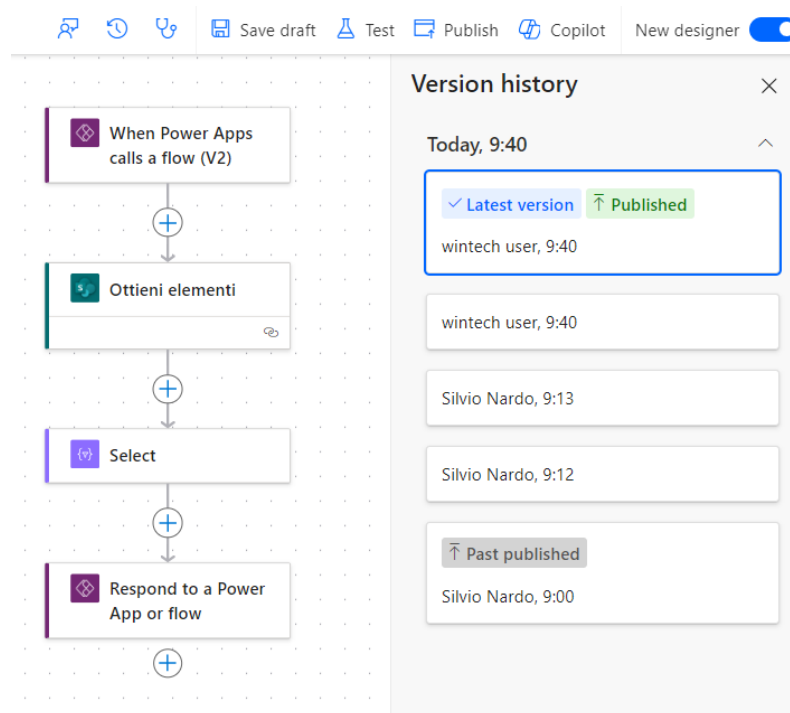 Save draft
Test
Publish
Copilot
New designer
When Power Apps
calls a flow (V2)
Ottieni elementi
Select
Respond to a Power
App or flow
Version history
Today, 9:40
Latest version
Published
wintech user, 9:40
wintech user, 9:40
Silvio Nardo, 9:13
Silvio Nardo, 9:12
Past published
Silvio Nardo, 9:00